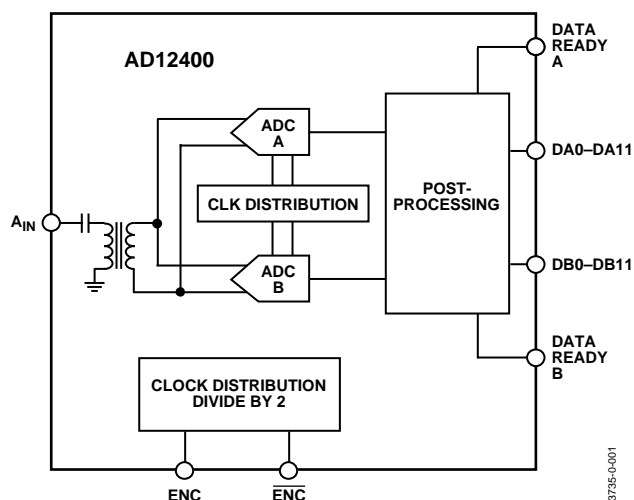 AD12400
DATA
READY
A
ADC
A
DA0–DA11
POST-
PROCESSING
CLK DISTRIBUTION
AIN
ADC
B
DB0–DB11
DATA
READY
B
CLOCK DISTRIBUTION
DIVIDE BY 2
ENC
ENC
3735-0-001